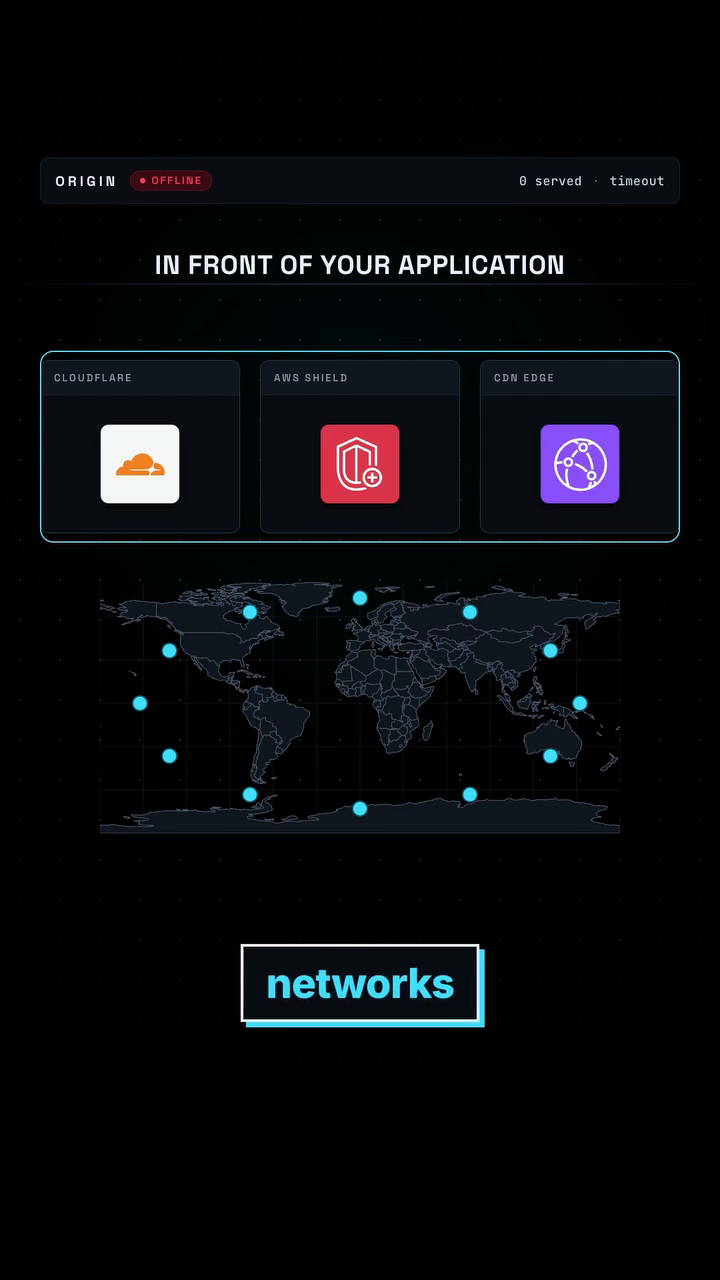 ORIGIN OFFLINE 0 served · timeout
IN FRONT OF YOUR APPLICATION
CLOUDFLARE AWS SHIELD CDN EDGE
networks